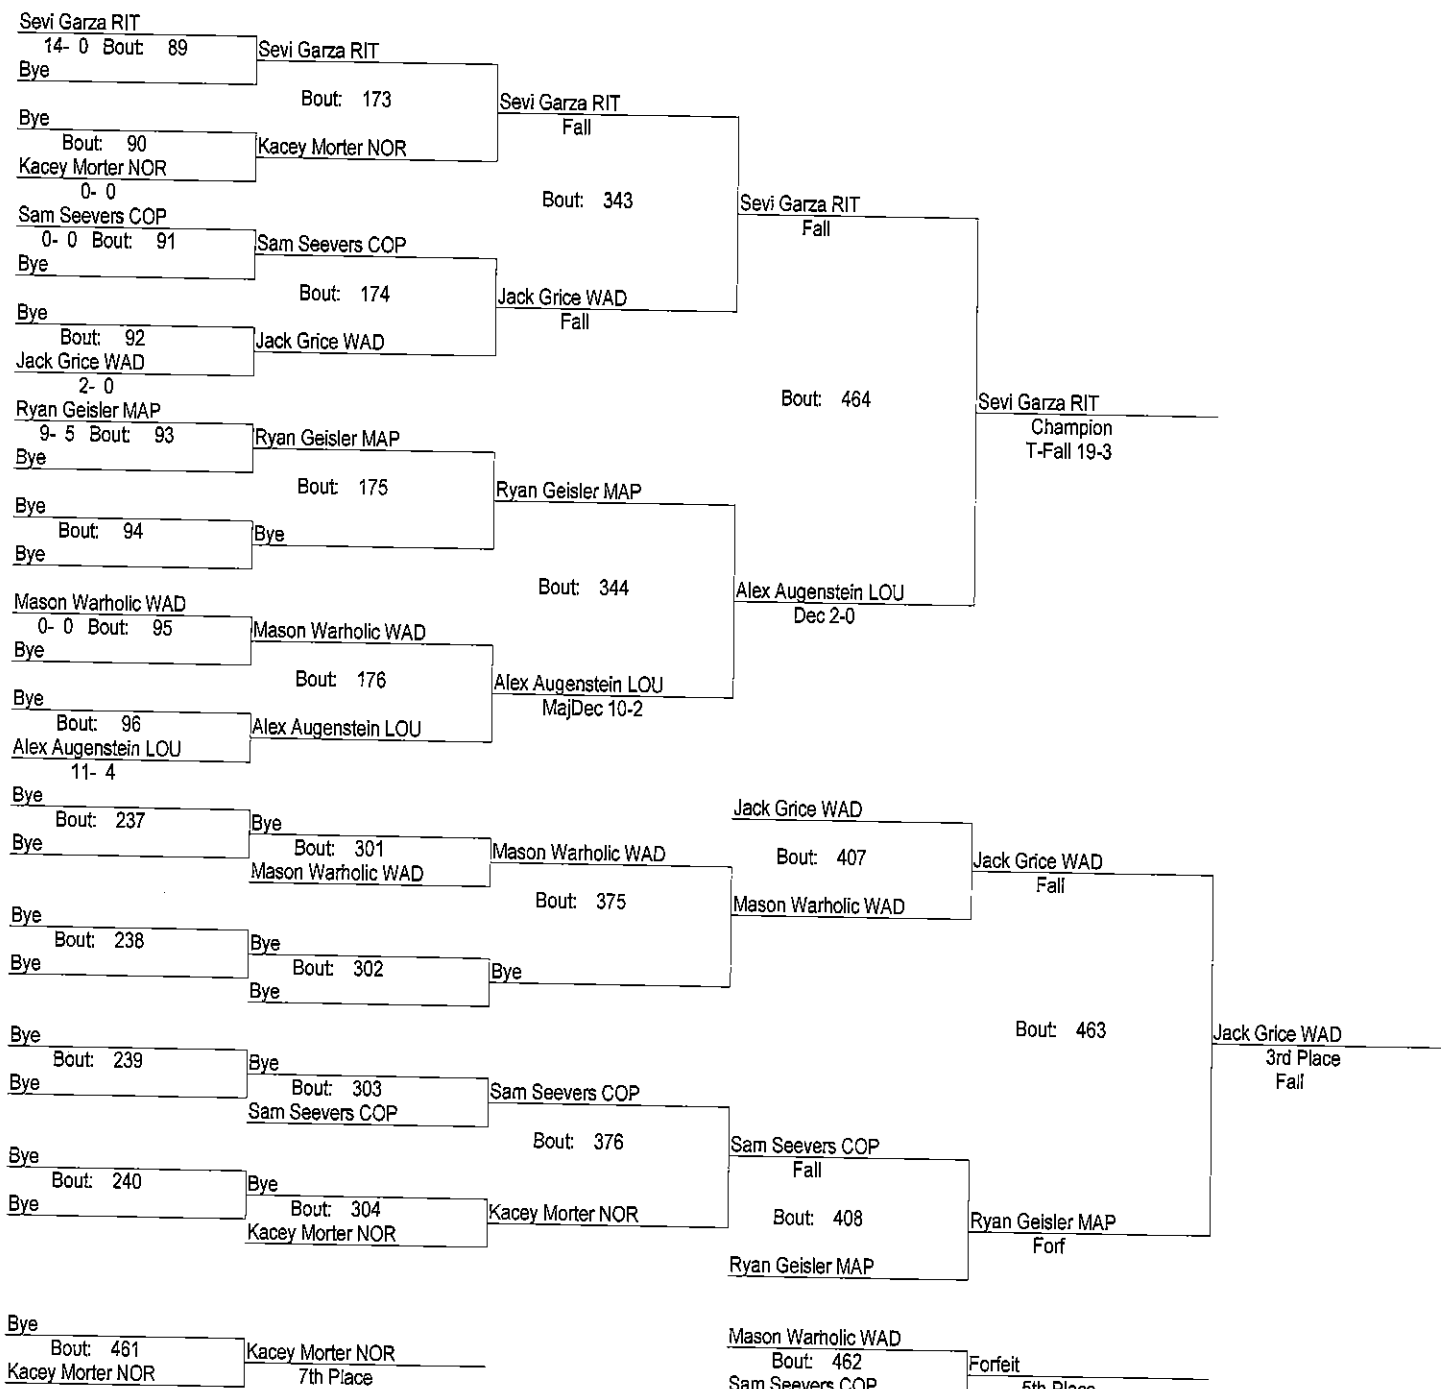 Sevi Garza RIT
14- 0 Bout: 89
Bye
Sevi Garza RIT
Bout: 173
Bye
Bout: 90
Kacey Morter NOR
0- 0
Kacey Morter NOR
Sevi Garza RIT
Fall
Bout: 343
Sam Seevers COP
0- 0 Bout: 91
Bye
Sam Seevers COP
Bout: 174
Bye
Bout: 92
Jack Grice WAD
2- 0
Jack Grice WAD
Jack Grice WAD
Fall
Sevi Garza RIT
Fall
Bout: 464
Sevi Garza RIT
Champion
T-Fall 19-3
Ryan Geisler MAP
9- 5 Bout: 93
Bye
Ryan Geisler MAP
Bout: 175
Bye
Bout: 94
Bye
Bye
Ryan Geisler MAP
Bout: 344
Mason Warholic WAD
0- 0 Bout: 95
Bye
Mason Warholic WAD
Bout: 176
Bye
Bout: 96
Alex Augenstein LOU
11- 4
Alex Augenstein LOU
Alex Augenstein LOU
MajDec 10-2
Alex Augenstein LOU
Dec 2-0
Bye
Bout: 237
Bye
Bye
Bout: 301
Mason Warholic WAD
Mason Warholic WAD
Bout: 375
Bye
Bout: 238
Bye
Bye
Bout: 302
Bye
Bye
Jack Grice WAD
Bout: 407
Mason Warholic WAD
Jack Grice WAD
Fall
Bout: 463
Jack Grice WAD
3rd Place
Fall
Bye
Bout: 239
Bye
Bye
Bout: 303
Sam Seevers COP
Sam Seevers COP
Bout: 376
Bye
Bout: 240
Bye
Bye
Bout: 304
Kacey Morter NOR
Kacey Morter NOR
Sam Seevers COP
Fall
Bout: 408
Ryan Geisler MAP
Ryan Geisler MAP
Forf
Bye
Bout: 461
Kacey Morter NOR
Kacey Morter NOR
7th Place
Mason Warholic WAD
Bout: 462
Sam Seevers COP
Forfeit
5th Place